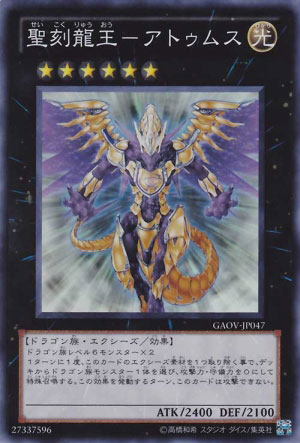 せいこくりゅうおう
聖刻龍王－アトゥムス
光
GAOV-JP047
【ドラゴン族・エクシーズ／効果】
ドラゴン族レベル６モンスター×２
１ターンに１度、このカードのエクシーズ素材を１つ取り除く事で、デッ
キからドラゴン族モンスター１体を選び、攻撃力・守備力を０にして
特殊召喚する。この効果を発動するターン、このカードは攻撃できない。
ATK/2400 DEF/2100
27337596
©高橋和希 スタジオ・ダイス／集英社